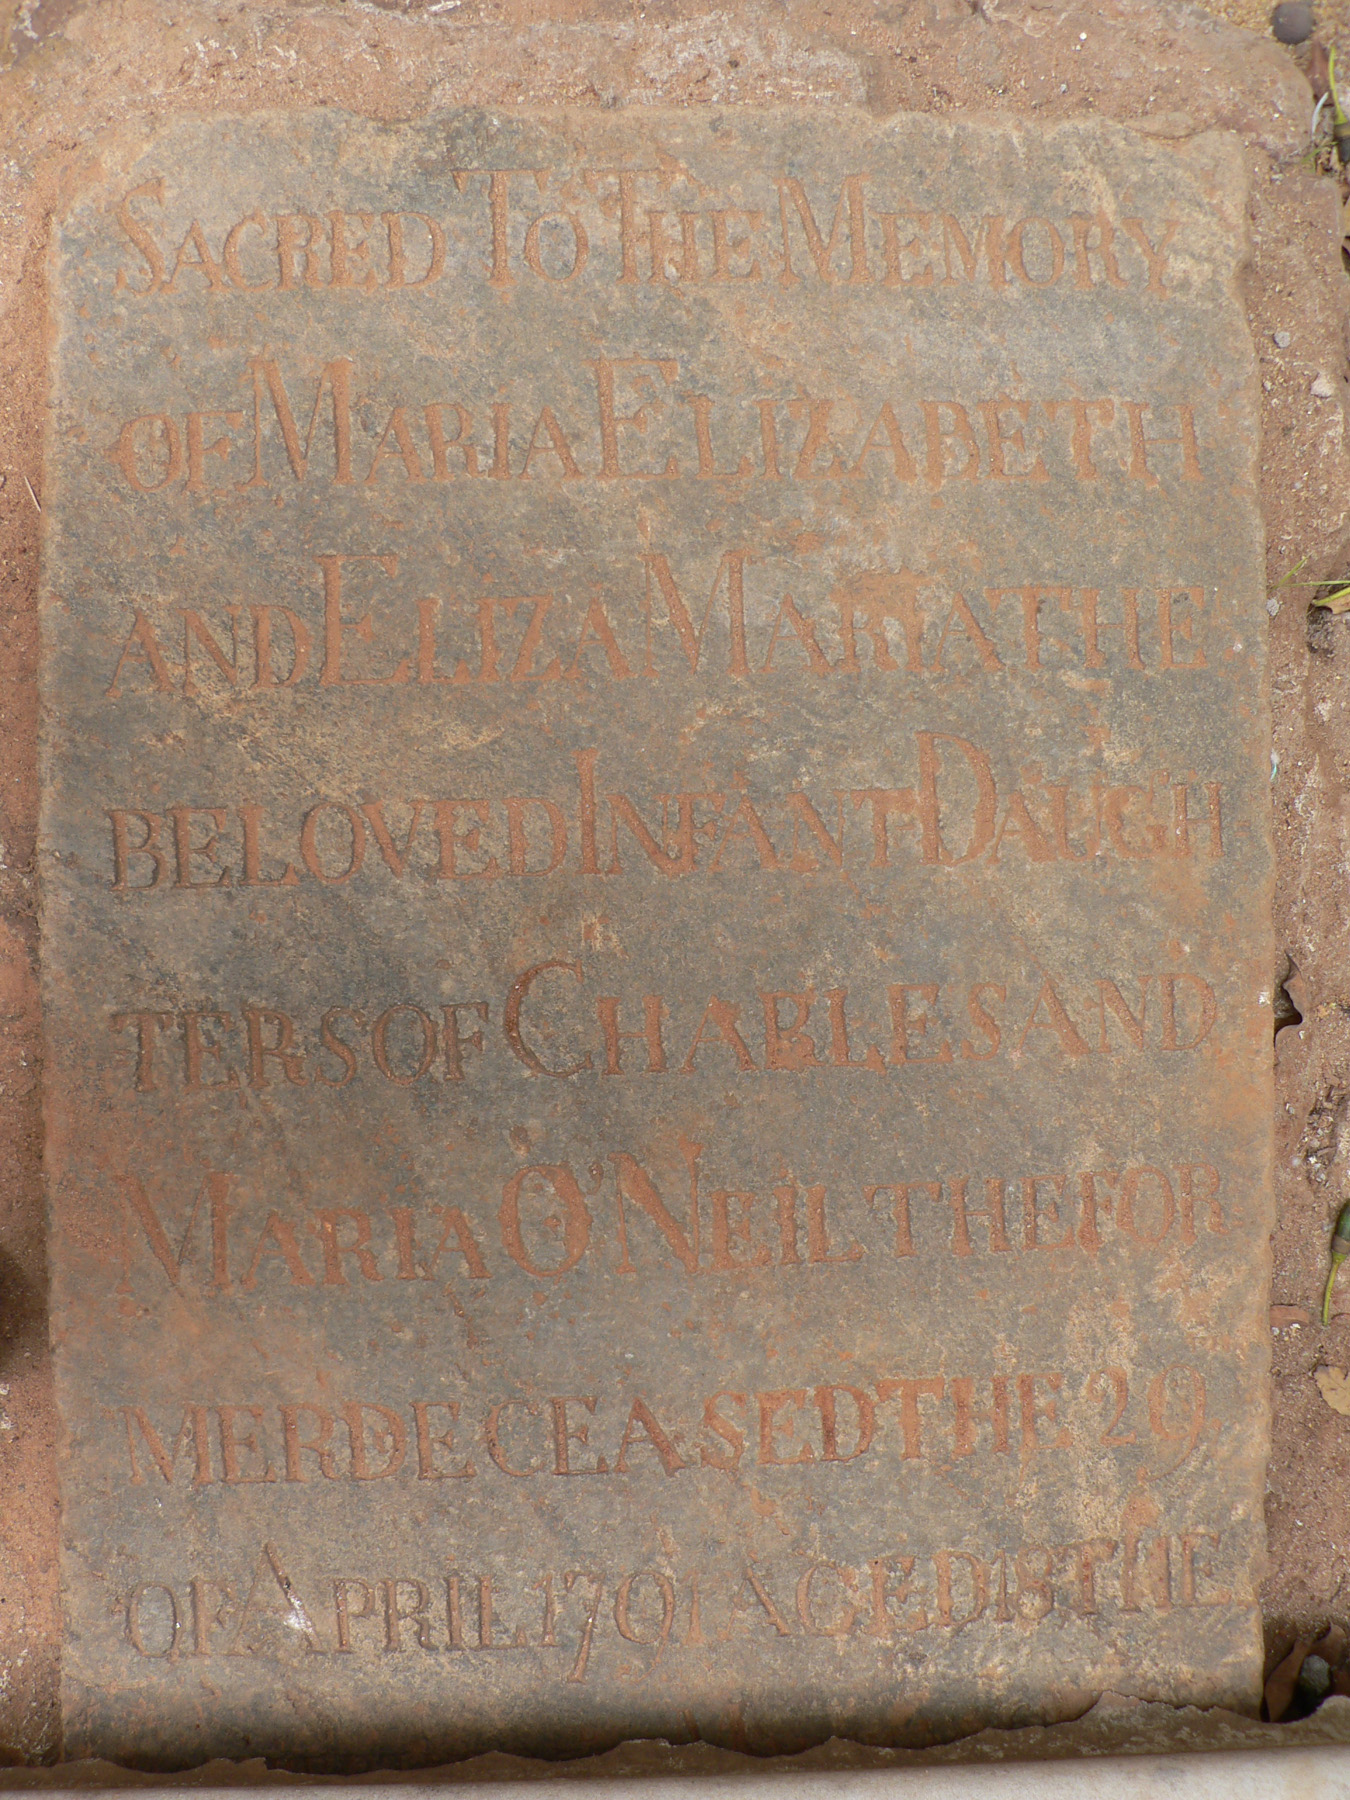 SACRED TO THE MEMORY
OF MARIA ELIZABETH
AND ELIZA MARIA THE
BELOVED INFANT DAUGH
TERS OF CHARLES AND
MARIA O'NEIL THE FOR
MER DECEASED THE 29
OF APRIL 1791 AGED 18 THE